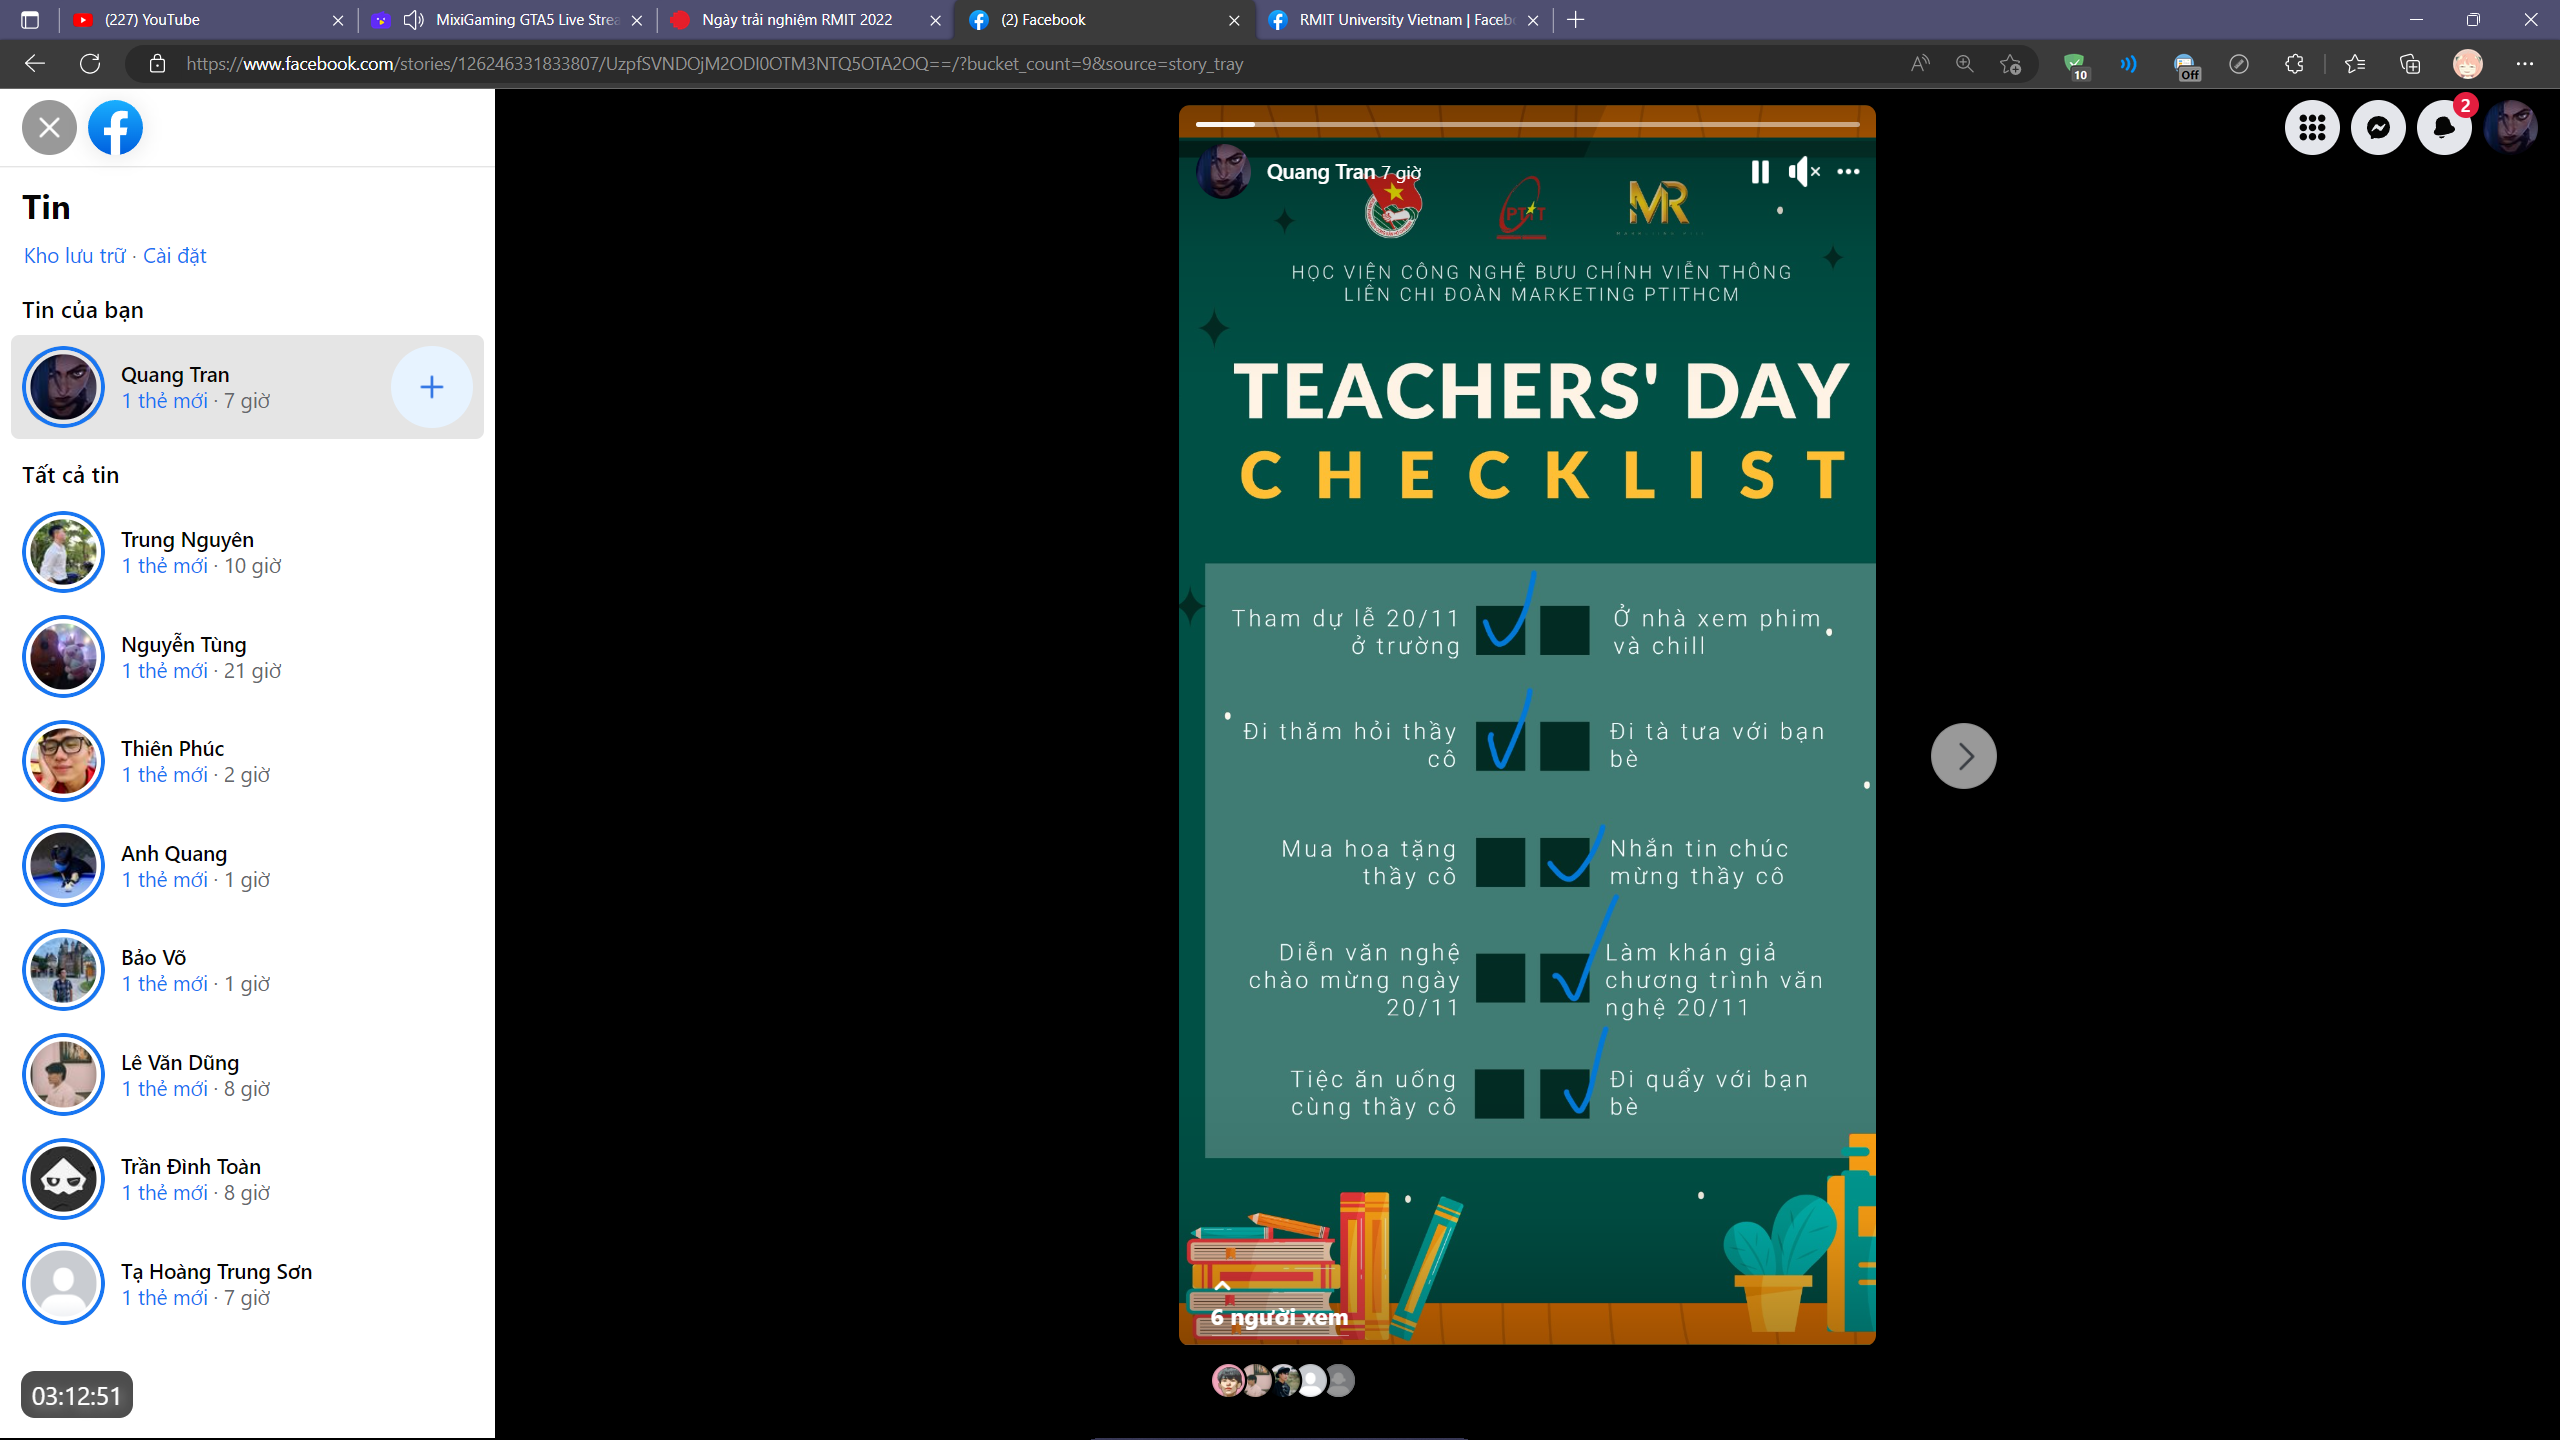 (227) YouTube
MixiGaming GTA5 Live Strea
Ngày trải nghiệm RMIT 2022
(2) Facebook
RMIT University Vietnam | Faceb
https://www.facebook.com/stories/126246331833807/UzpfSVNDOjM2ODI0OTM3NTQ5OTA2OQ==/?bucket_count=9&source=story_tray
10
Off
2
Tin
Kho lưu trữ · Cài đặt
Tin của bạn
Quang Tran
1 thẻ mới · 7 giờ
Tất cả tin
Trung Nguyên
1 thẻ mới · 10 giờ
Nguyễn Tùng
1 thẻ mới · 21 giờ
Thiên Phúc
1 thẻ mới · 2 giờ
Anh Quang
1 thẻ mới · 1 giờ
Bảo Võ
1 thẻ mới · 1 giờ
Lê Văn Dũng
1 thẻ mới · 8 giờ
Trần Đình Toàn
1 thẻ mới · 8 giờ
Tạ Hoàng Trung Sơn
1 thẻ mới · 7 giờ
03:12:51
Quang Tran 7 giờ
PTIT
MR
HỌC VIỆN CÔNG NGHỆ BƯU CHÍNH VIỄN THÔNG
LIÊN CHI ĐOÀN MARKETING PTITHCM
TEACHERS' DAY
CHECKLIST
Tham dự lễ 20/11
ở trường
Ở nhà xem phim
và chill
Đi thăm hỏi thầy
cô
Đi tà tưa với bạn
bè
Mua hoa tặng
thầy cô
Nhắn tin chúc
mừng thầy cô
Diễn văn nghệ
chào mừng ngày
20/11
Làm khán giả
chương trình văn
nghệ 20/11
Tiệc ăn uống
cùng thầy cô
Đi quẩy với bạn
bè
6 người xem